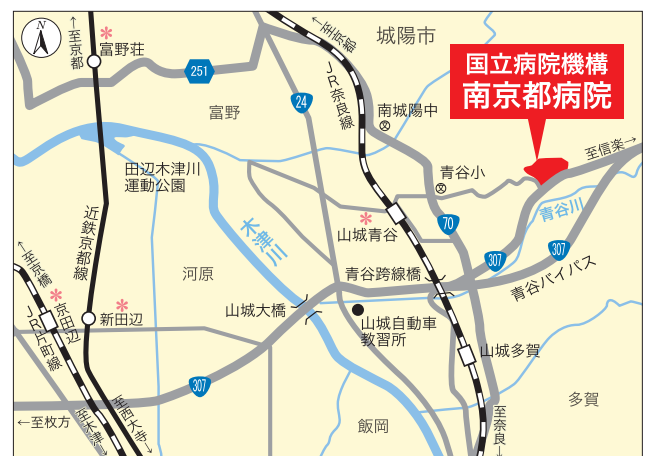 N
←至京都
富野荘
251
←至京都
城陽市
国立病院機構
南京都病院
JR奈良線
24
富野
南城陽中
文
至信楽→
田辺木津川
運動公園
青谷小
文
近鉄京都線
木津川
山城青谷
70
青谷川
307
307
←至京橋
河原
青谷跨線橋
青谷バイパス
京田辺
新田辺
山城大橋
山城自動車
教習所
JR片町線
山城多賀
307
多賀
←至枚方
至木津→
至西大寺→
飯岡
至奈良→